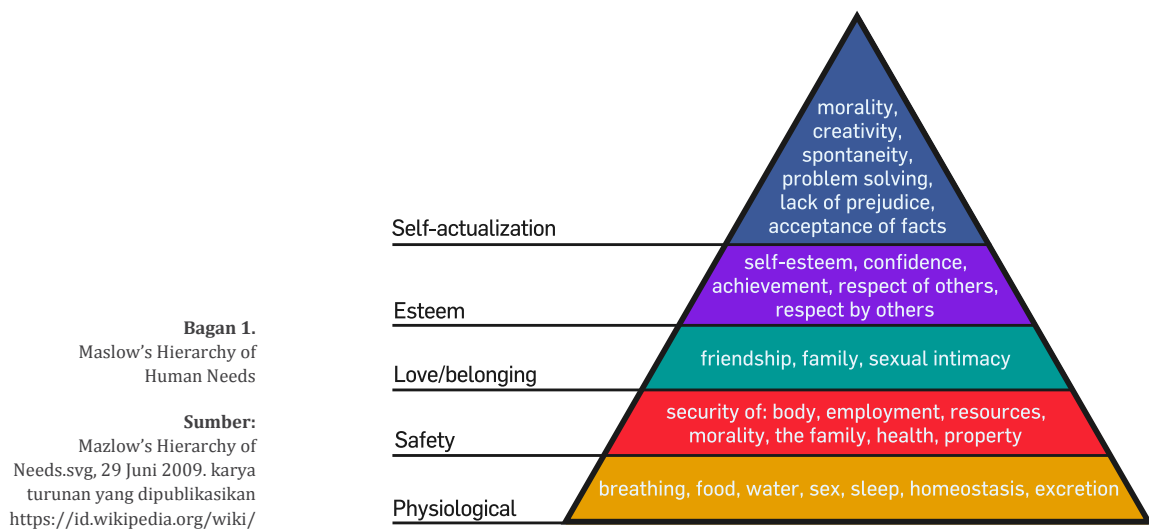 morality,
creativity,
spontaneity,
problem solving,
lack of prejudice,
acceptance of facts
Self-actualization
self-esteem, confidence,
achievement, respect of others,
respect by others
Esteem
friendship, family, sexual intimacy
Love/belonging
security of: body, employment, resources,
morality, the family, health, property
Safety
breathing, food, water, sex, sleep, homeostasis, excretion
Physiological
Bagan 1.
Maslow’s Hierarchy of
Human Needs
Sumber:
Mazlow’s Hierarchy of
Needs.svg, 29 Juni 2009. karya
turunan yang dipublikasikan
https://id.wikipedia.org/wiki/